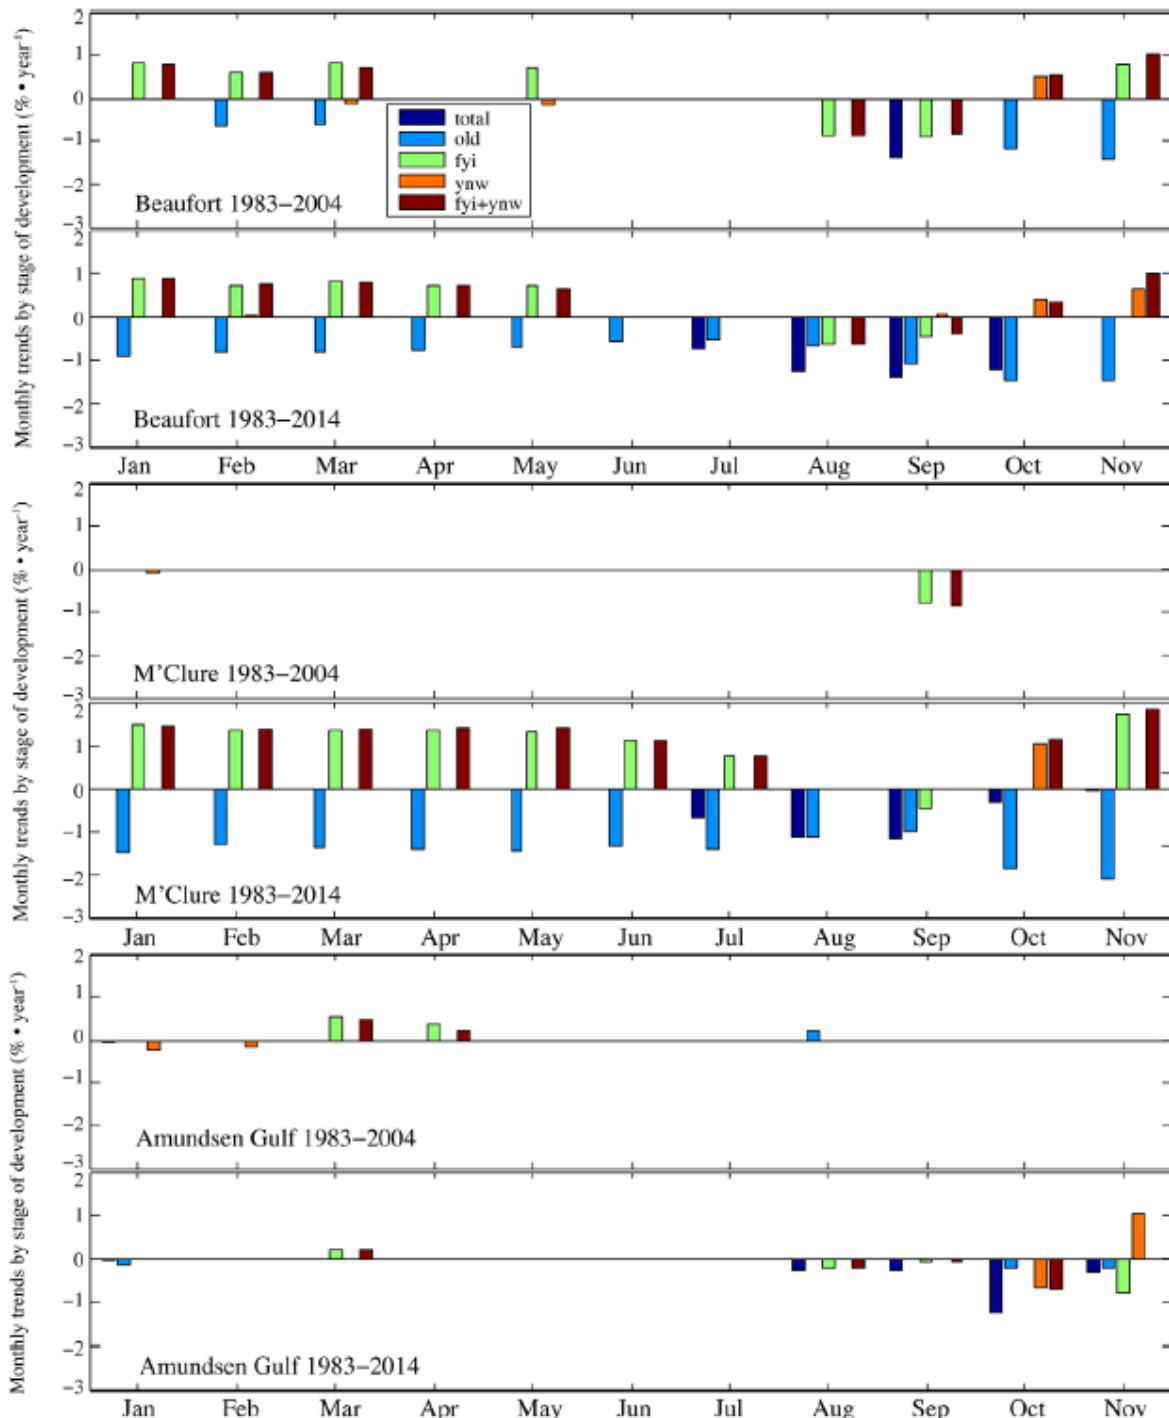 Monthly trends by stage of development (% • year⁻¹)
2
1
0
−1
−2
−3
total
old
fyi
ynw
fyi+ynw
Beaufort 1983−2004
2
1
0
−1
−2
−3
Beaufort 1983−2014
Jan Feb Mar Apr May Jun Jul Aug Sep Oct Nov
Monthly trends by stage of development (% • year⁻¹)
2
1
0
−1
−2
−3
M'Clure 1983−2004
2
1
0
−1
−2
−3
M'Clure 1983−2014
Jan Feb Mar Apr May Jun Jul Aug Sep Oct Nov
Monthly trends by stage of development (% • year⁻¹)
2
1
0
−1
−2
−3
Amundsen Gulf 1983−2004
2
1
0
−1
−2
−3
Amundsen Gulf 1983−2014
Jan Feb Mar Apr May Jun Jul Aug Sep Oct Nov